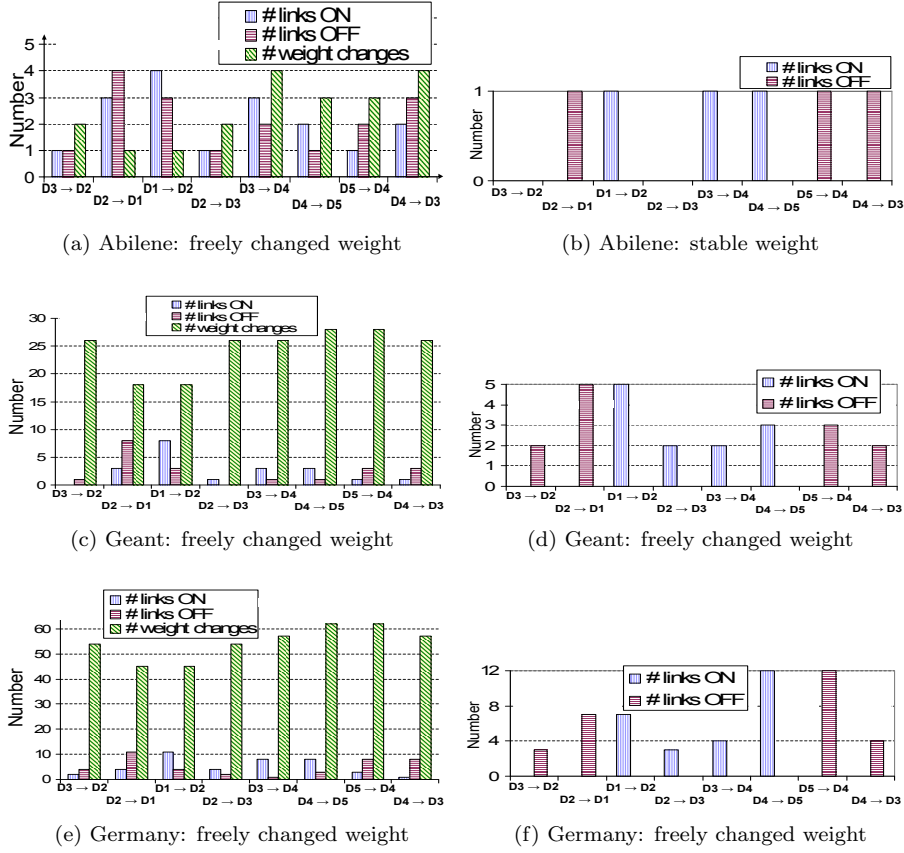 # links ON
# links OFF
# weight changes
Number
5
4
3
2
1
0
D3 → D2
D2 → D1
D1 → D2
D2 → D3
D3 → D4
D4 → D5
D5 → D4
D4 → D3
(a) Abilene: freely changed weight
# links ON
# links OFF
Number
1
0
D3 → D2
D2 → D1
D1 → D2
D2 → D3
D3 → D4
D4 → D5
D5 → D4
D4 → D3
(b) Abilene: stable weight
# links ON
# links OFF
# weight changes
Number
30
25
20
15
10
5
0
D3 → D2
D2 → D1
D1 → D2
D2 → D3
D3 → D4
D4 → D5
D5 → D4
D4 → D3
(c) Geant: freely changed weight
# links ON
# links OFF
Number
5
4
3
2
1
0
D3 → D2
D2 → D1
D1 → D2
D2 → D3
D3 → D4
D4 → D5
D5 → D4
D4 → D3
(d) Geant: freely changed weight
# links ON
# links OFF
# weight changes
Number
60
50
40
30
20
10
0
D3 → D2
D2 → D1
D1 → D2
D2 → D3
D3 → D4
D4 → D5
D5 → D4
D4 → D3
(e) Germany: freely changed weight
# links ON
# links OFF
Number
12
8
4
0
D3 → D2
D2 → D1
D1 → D2
D2 → D3
D3 → D4
D4 → D5
D5 → D4
D4 → D3
(f) Germany: freely changed weight